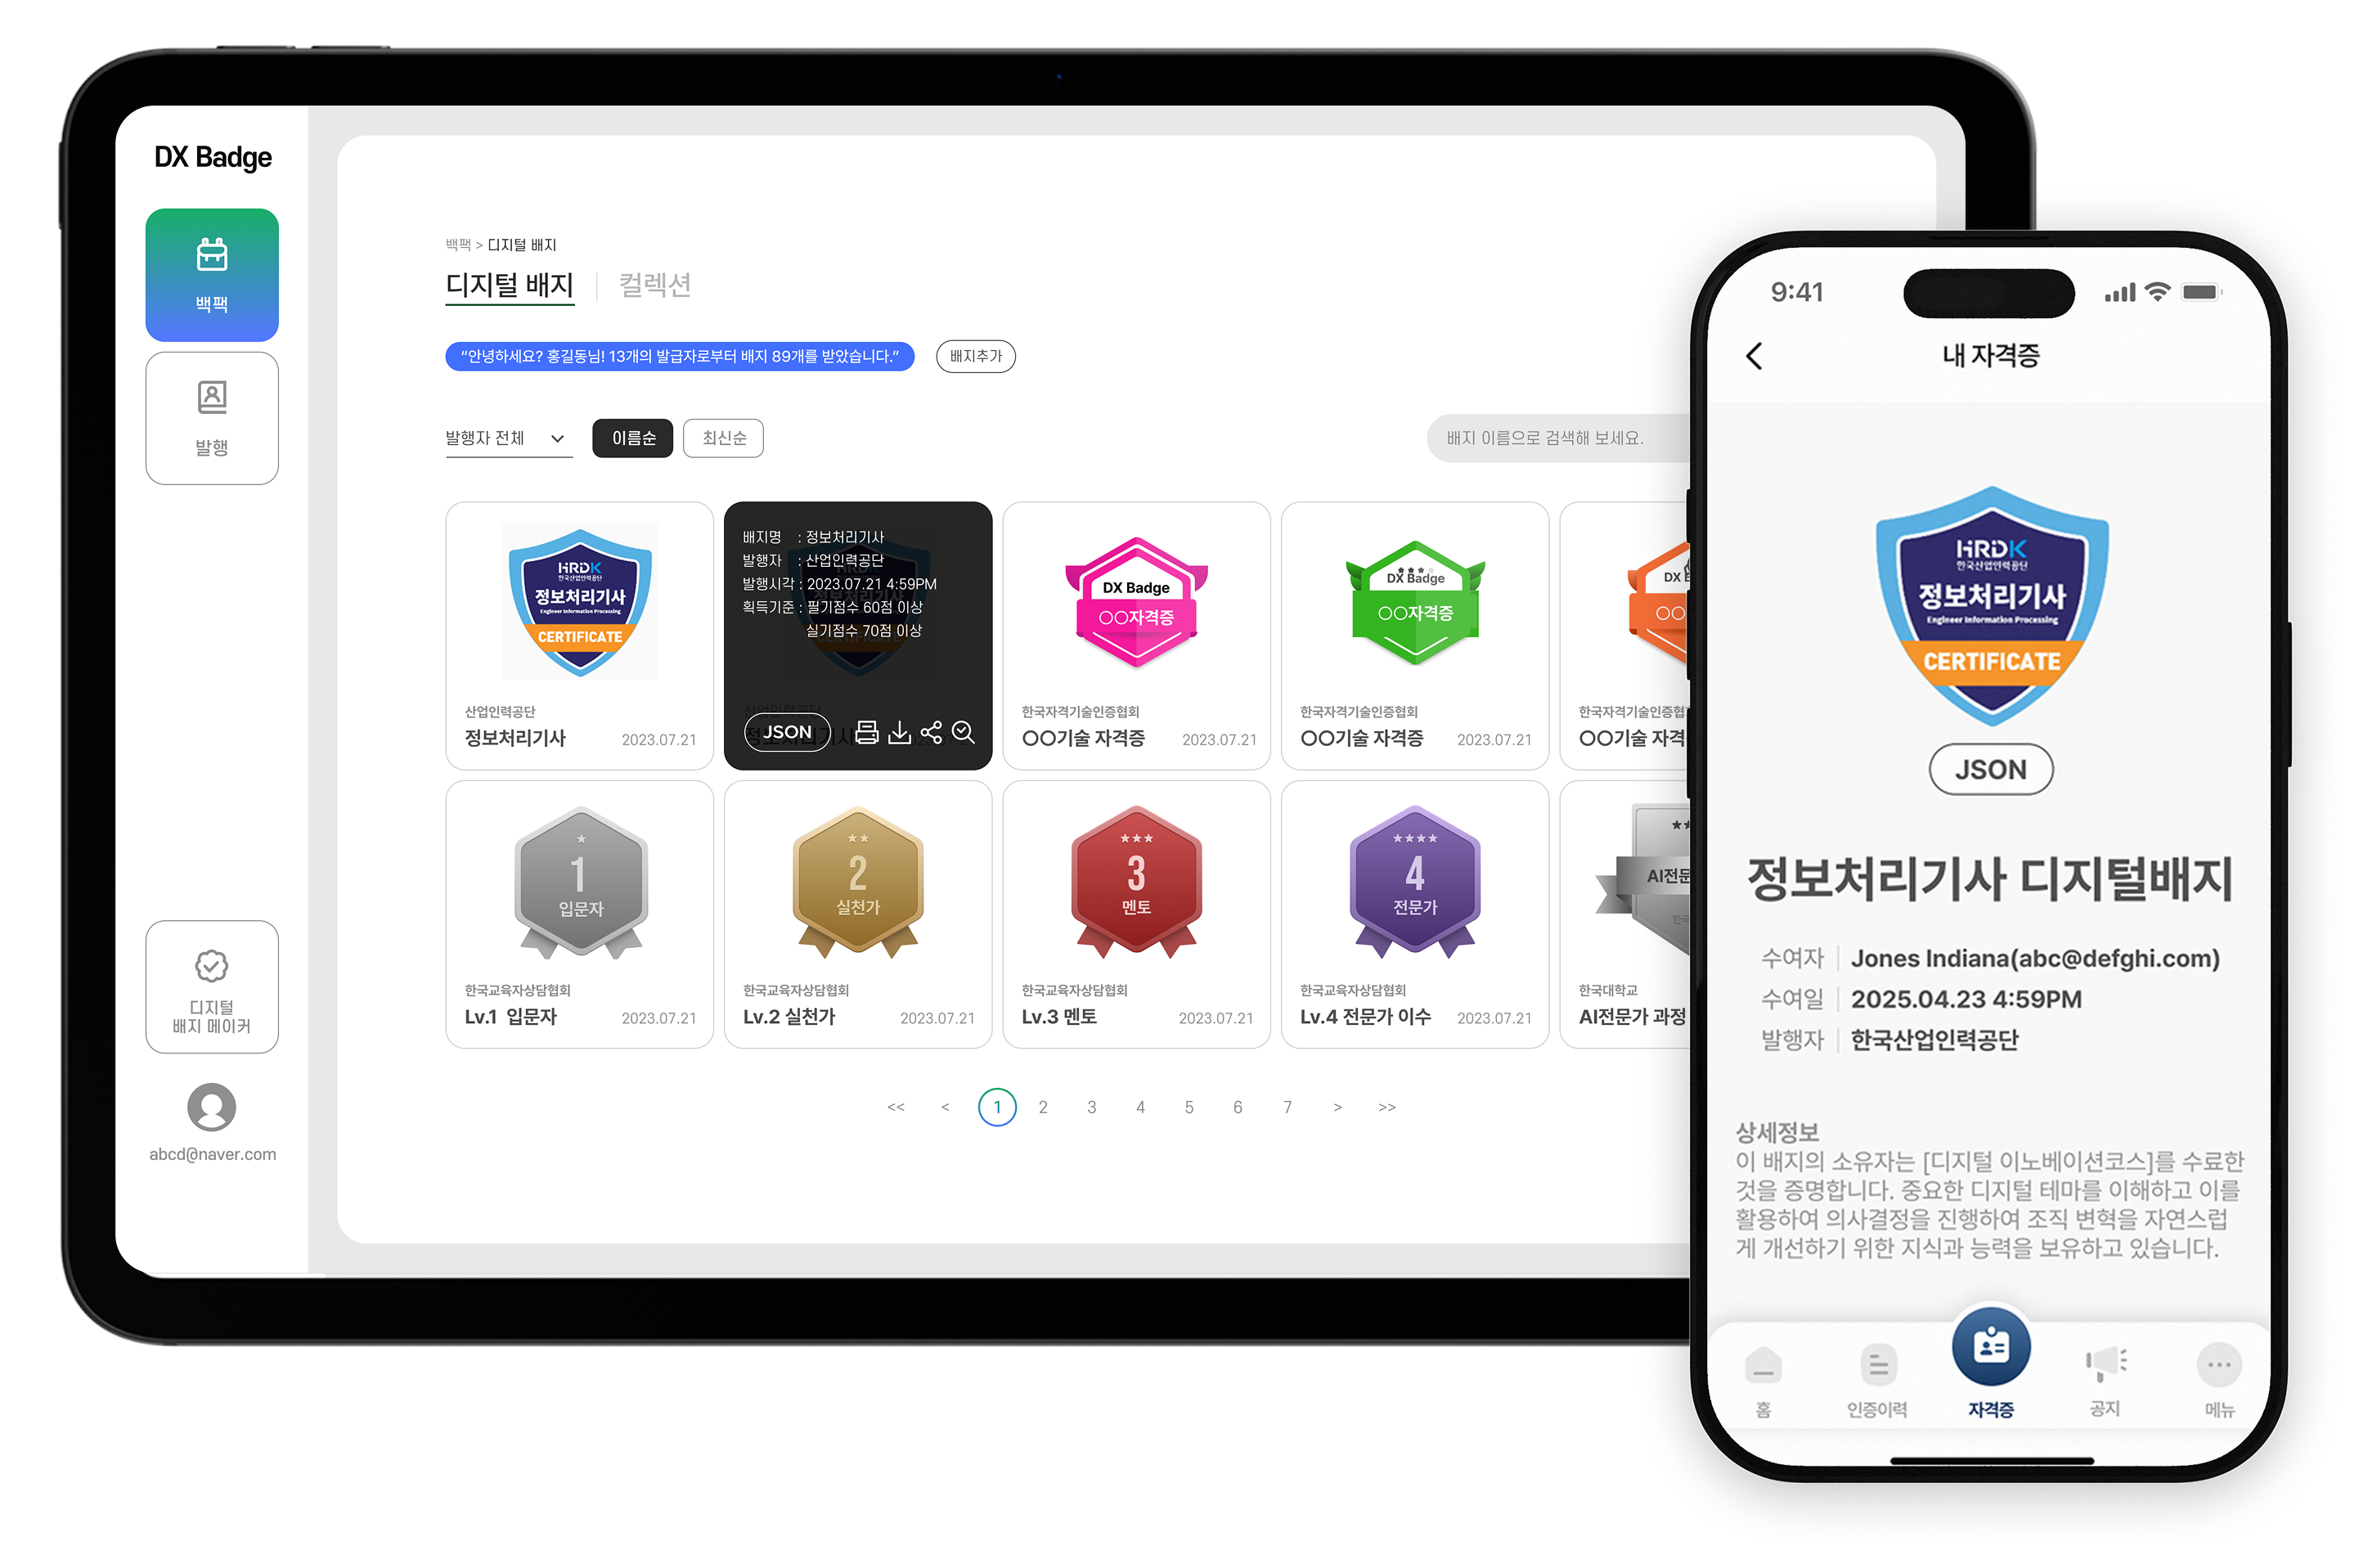 DX Badge
백팩
발행
디지털
배지 메이커
abcd@naver.com
백팩 > 디지털 배지
디지털 배지
컬렉션
“안녕하세요? 홍길동님! 13개의 발급자로부터 배지 89개를 받았습니다.”
배지추가
발행자 전체
이름순
최신순
배지 이름으로 검색해 보세요.
HRDK
한국산업인력공단
정보처리기사
Engineer Information Processing
CERTIFICATE
산업인력공단
정보처리기사
2023.07.21
배지명 : 정보처리기사
발행자 : 산업인력공단
발행시각 : 2023.07.21 4:59PM
획득기준 : 필기점수 60점 이상
실기점수 70점 이상
JSON
DX Badge
○○자격증
한국자격기술인증협회
○○기술 자격증
2023.07.21
DX Badge
○○자격증
한국자격기술인증협회
○○기술 자격증
2023.07.21
DX
○○
한국자격기술인증협
○○기술 자격
1
입문자
한국교육자상담협회
Lv.1 입문자
2023.07.21
2
실천가
한국교육자상담협회
Lv.2 실천가
2023.07.21
3
멘토
한국교육자상담협회
Lv.3 멘토
2023.07.21
4
전문가
한국교육자상담협회
Lv.4 전문가 이수
2023.07.21
AI전문
한국대학교
AI전문가 과정
<< < 1 2 3 4 5 6 7 > >>
9:41
내 자격증
HRDK
한국산업인력공단
정보처리기사
Engineer Information Processing
CERTIFICATE
JSON
정보처리기사 디지털배지
수여자 Jones Indiana(abc@defghi.com)
수여일 2025.04.23 4:59PM
발행자 한국산업인력공단
상세정보
이 배지의 소유자는 [디지털 이노베이션코스]를 수료한
것을 증명합니다. 중요한 디지털 테마를 이해하고 이를
활용하여 의사결정을 진행하여 조직 변혁을 자연스럽
게 개선하기 위한 지식과 능력을 보유하고 있습니다.
홈
인증이력
자격증
공지
메뉴